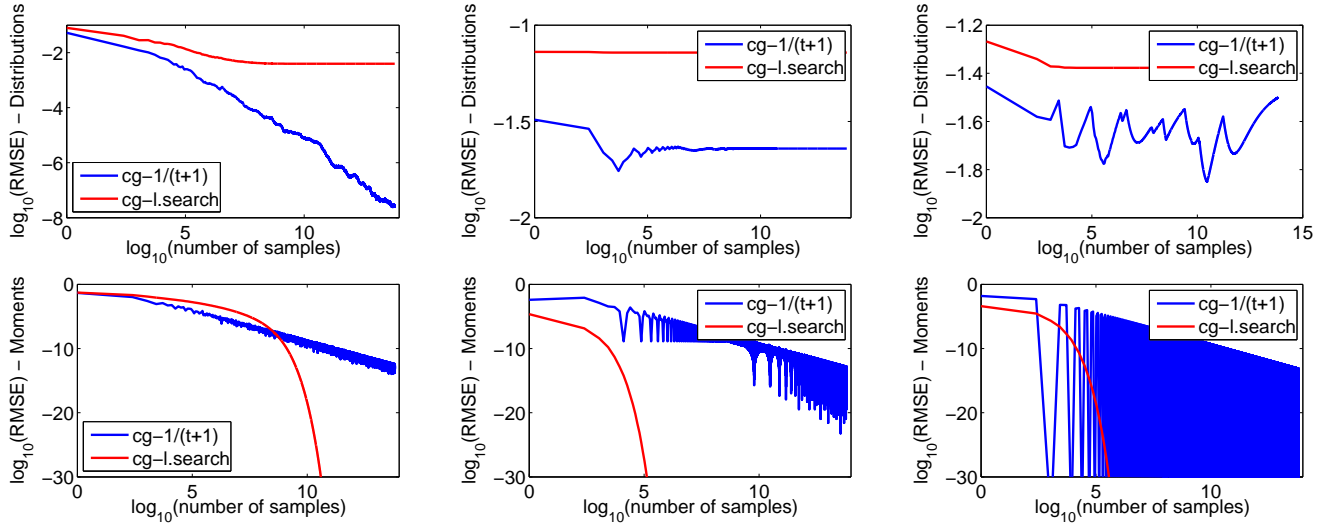 log10(RMSE) − Distributions
−2
−4
−6
−8
cg−1/(t+1)
cg−l.search
0
5
10
log10(number of samples)
log10(RMSE) − Distributions
−1
−1.5
−2
cg−1/(t+1)
cg−l.search
0
5
10
log10(number of samples)
log10(RMSE) − Distributions
−1.2
−1.4
−1.6
−1.8
−2
cg−1/(t+1)
cg−l.search
0
5
10
15
log10(number of samples)
log10(RMSE) − Moments
0
−10
−20
−30
cg−1/(t+1)
cg−l.search
0
5
10
log10(number of samples)
log10(RMSE) − Moments
0
−10
−20
−30
cg−1/(t+1)
cg−l.search
0
5
10
log10(number of samples)
log10(RMSE) − Moments
0
−10
−20
−30
cg−1/(t+1)
cg−l.search
0
5
10
log10(number of samples)